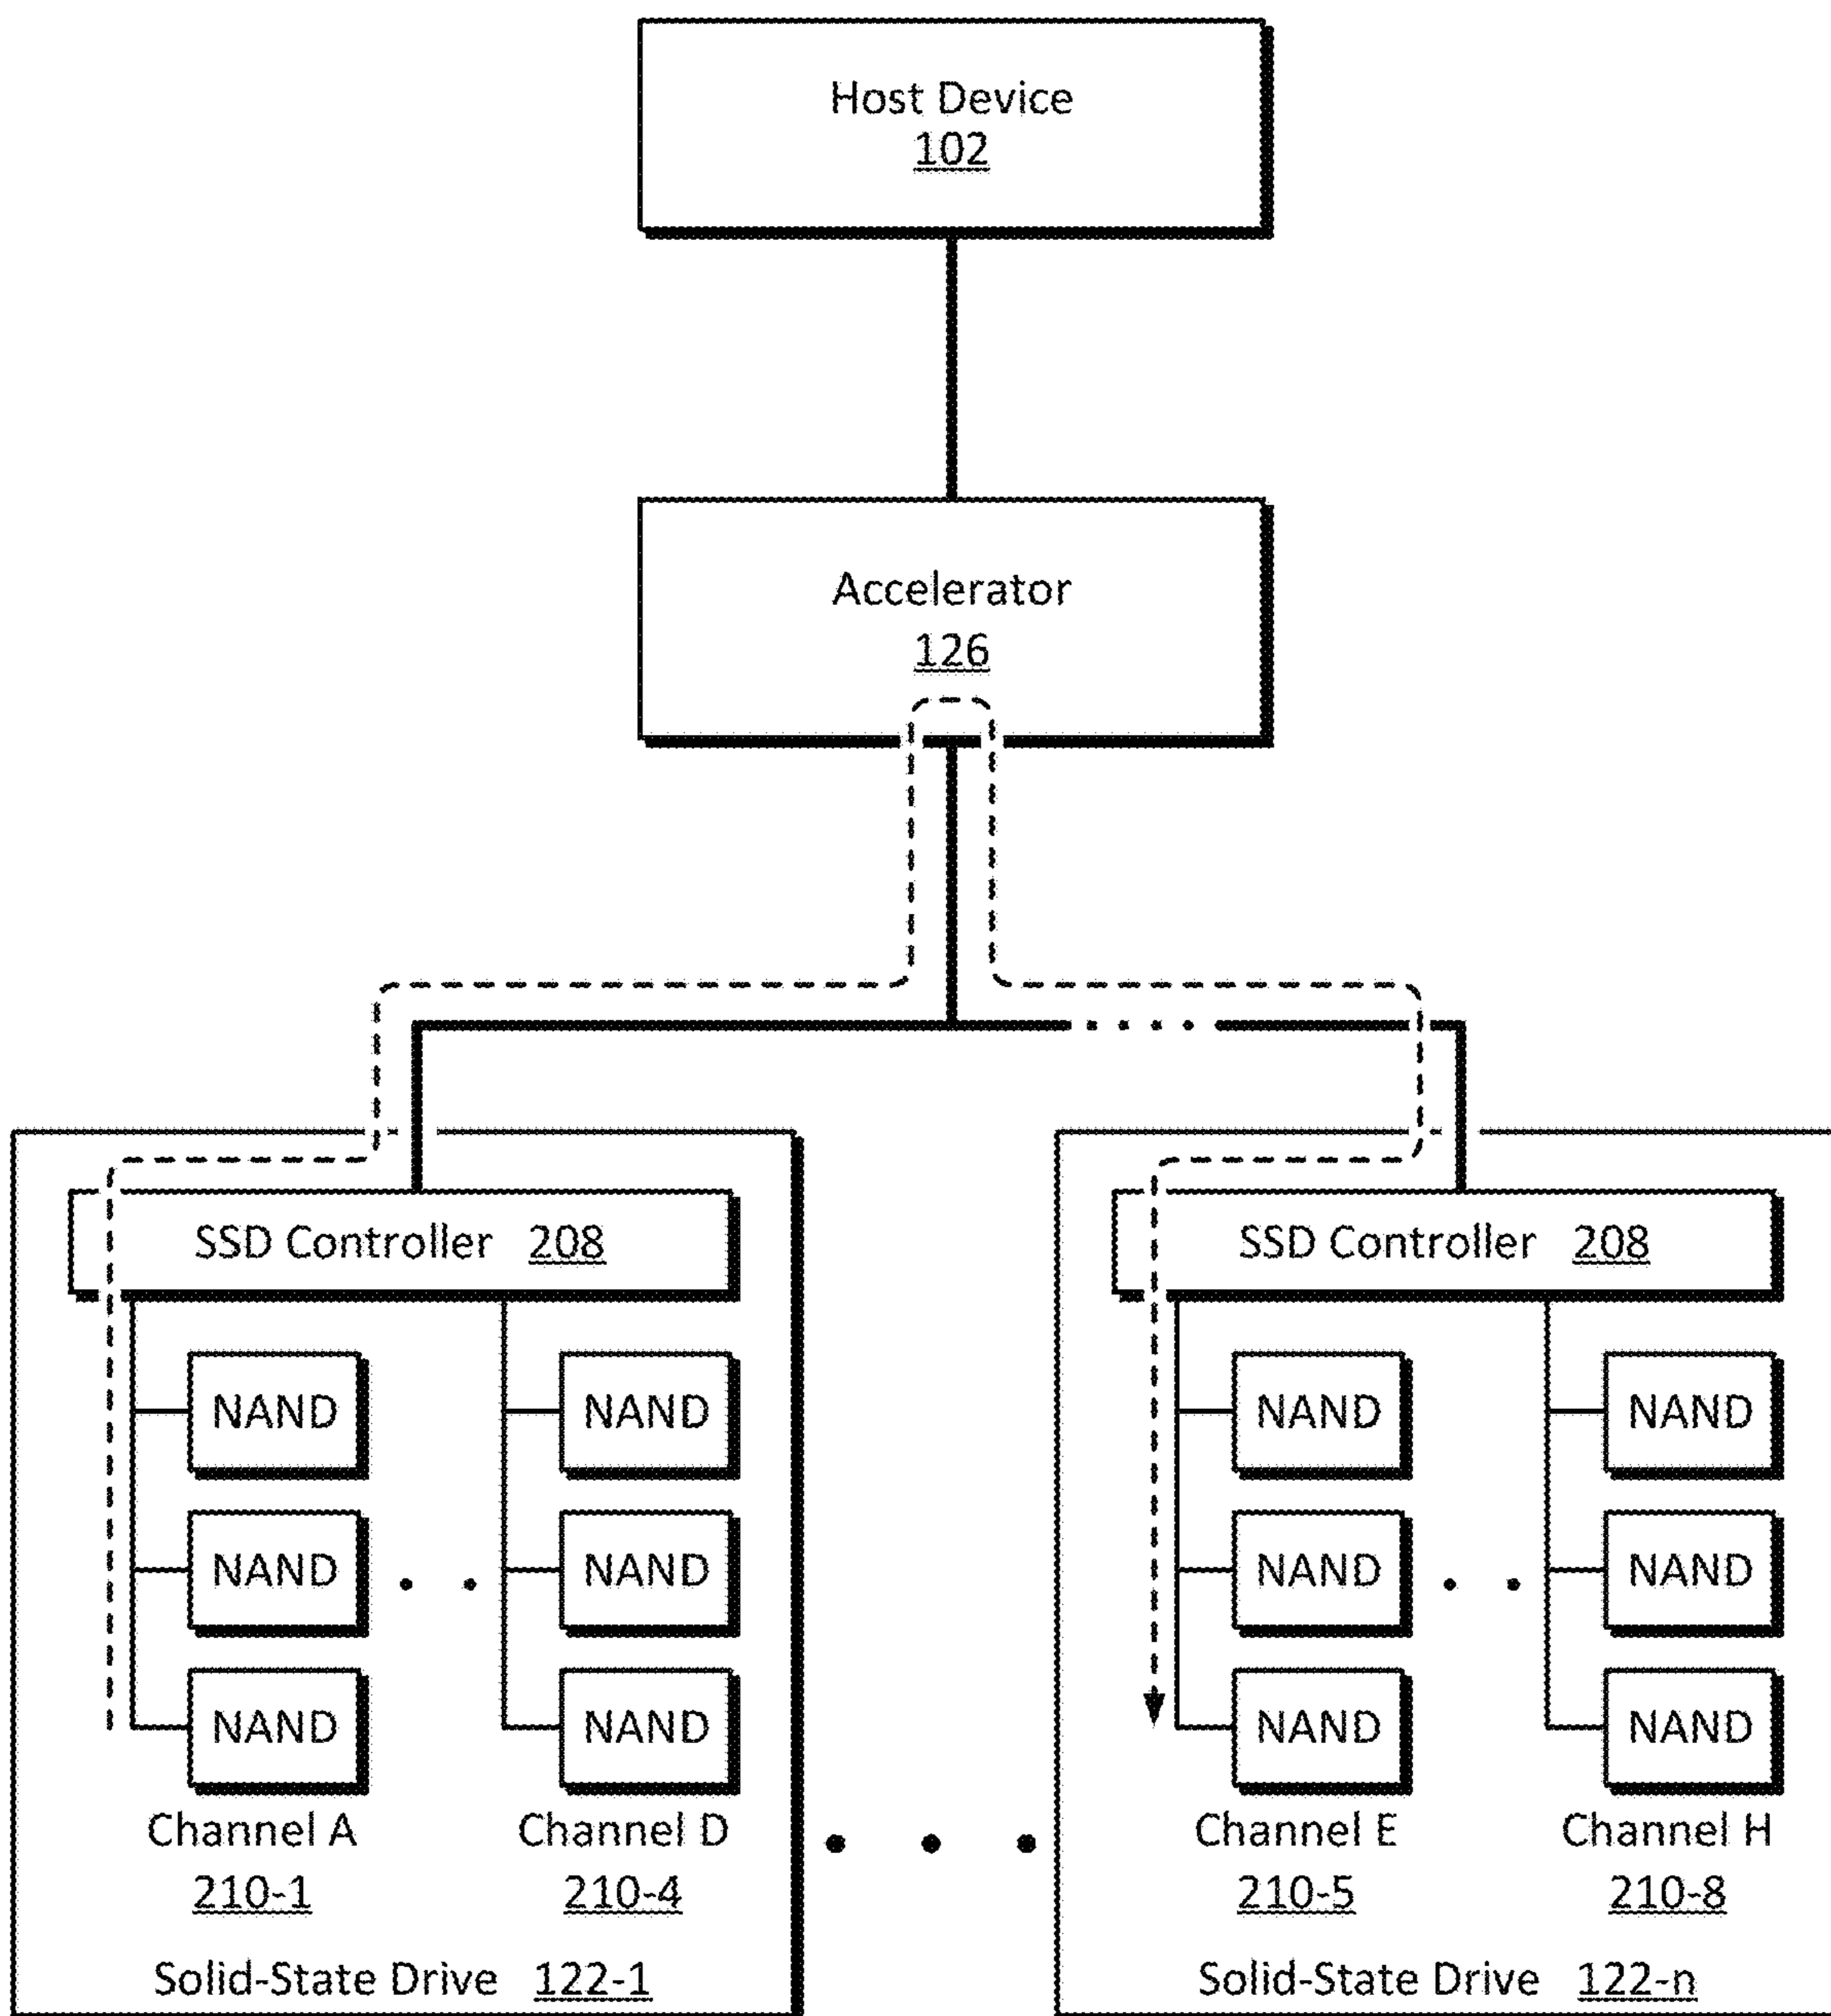 Host Device
102
Accelerator
126
SSD Controller 208
NAND
NAND
NAND
NAND
NAND
NAND
Channel A
210-1
Channel D
210-4
Solid-State Drive 122-1
SSD Controller 208
NAND
NAND
NAND
NAND
NAND
NAND
Channel E
210-5
Channel H
210-8
Solid-State Drive 122-n